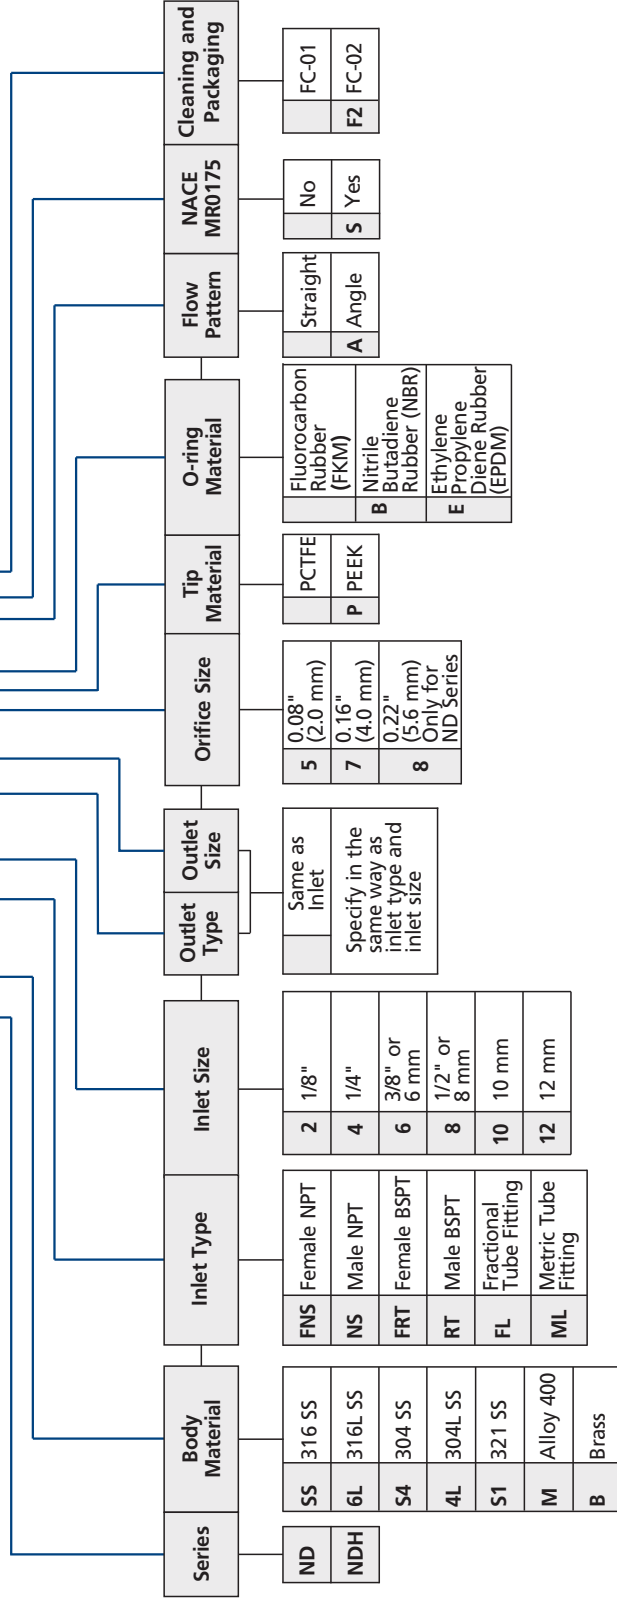 Series
ND
NDH
Body
Material
SS 316 SS
6L 316L SS
S4 304 SS
4L 304L SS
S1 321 SS
M Alloy 400
B Brass
Inlet Type
FNS Female NPT
NS Male NPT
FRT Female BSPT
RT Male BSPT
FL Fractional
Tube Fitting
ML Metric Tube
Fitting
Inlet Size
2 1/8"
4 1/4"
6 3/8" or
6 mm
8 1/2" or
8 mm
10 10 mm
12 12 mm
Outlet
Type
Outlet
Size
Same as
Inlet
Specify in the
same way as
inlet type and
inlet size
Orifice Size
5 0.08"
(2.0 mm)
7 0.16"
(4.0 mm)
8 0.22"
(5.6 mm)
Only for
ND Series
Tip
Material
PCTFE
P PEEK
O-ring
Material
Fluorocarbon
Rubber
(FKM)
B Nitrile
Butadiene
Rubber (NBR)
E Ethylene
Propylene
Diene Rubber
(EPDM)
Flow
Pattern
Straight
A Angle
NACE
MR0175
No
S Yes
Cleaning and
Packaging
FC-01
F2 FC-02